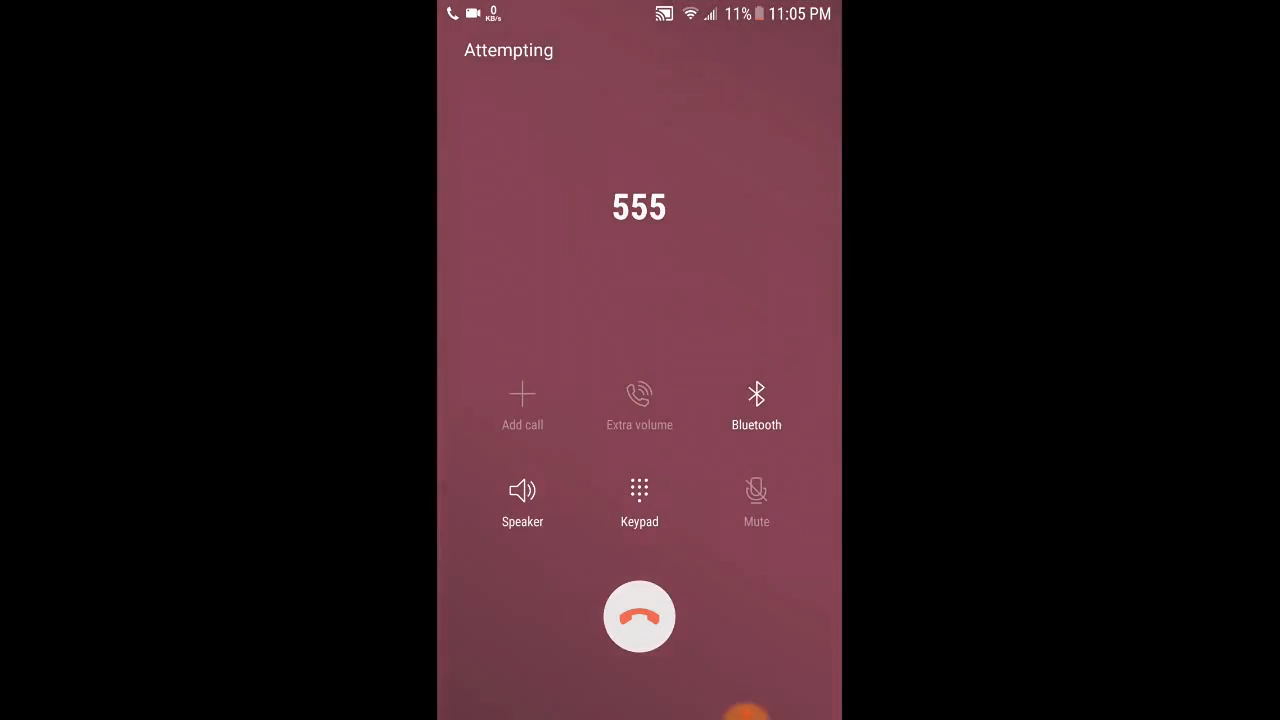 0
KB/s
11% 11:05 PM
Attempting
555
Add call
Extra volume
Bluetooth
Speaker
Keypad
Mute